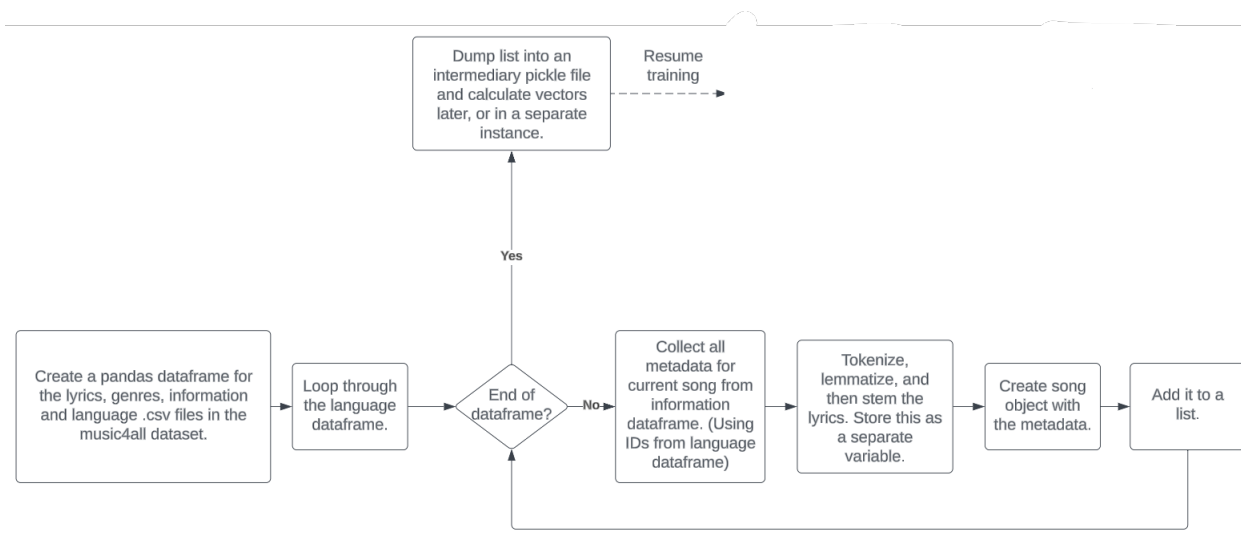 Dump list into an
intermediary pickle file
and calculate vectors
later, or in a separate
instance.
Resume
training
Yes
Create a pandas dataframe for
the lyrics, genres, information
and language .csv files in the
music4all dataset.
Loop through
the language
dataframe.
End of
dataframe?
No
Collect all
metadata for
current song from
information
dataframe. (Using
IDs from language
dataframe)
Tokenize,
lemmatize, and
then stem the
lyrics. Store this as
a separate
variable.
Create song
object with
the metadata.
Add it to a
list.